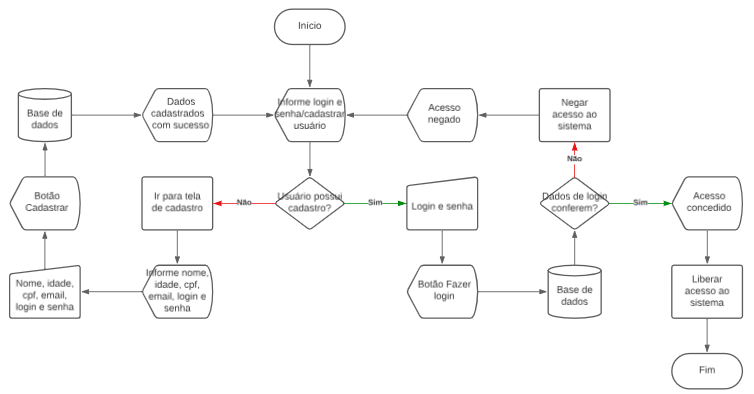 Início
Base de
dados
Dados
cadastrados
com sucesso
Informe login e
senha/cadastrar
usuário
Acesso
negado
Negar
acesso ao
sistema
Não
Botão
Cadastrar
Ir para tela
de cadastro
Não
Usuário possui
cadastro?
Sim
Login e senha
Dados de login
conferem?
Sim
Acesso
concedido
Nome, idade,
cpf, email,
login e senha
Informe nome,
idade, cpf,
email, login e
senha
Botão Fazer
login
Base de
dados
Liberar
acesso ao
sistema
Fim